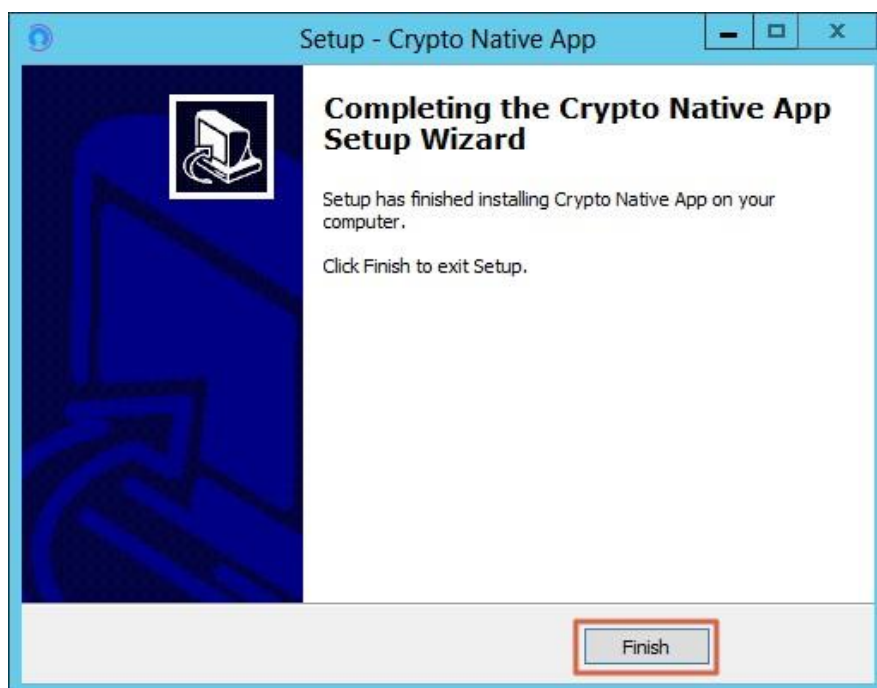 Setup - Crypto Native App
Completing the Crypto Native App
Setup Wizard
Setup has finished installing Crypto Native App on your
computer.
Click Finish to exit Setup.
Finish